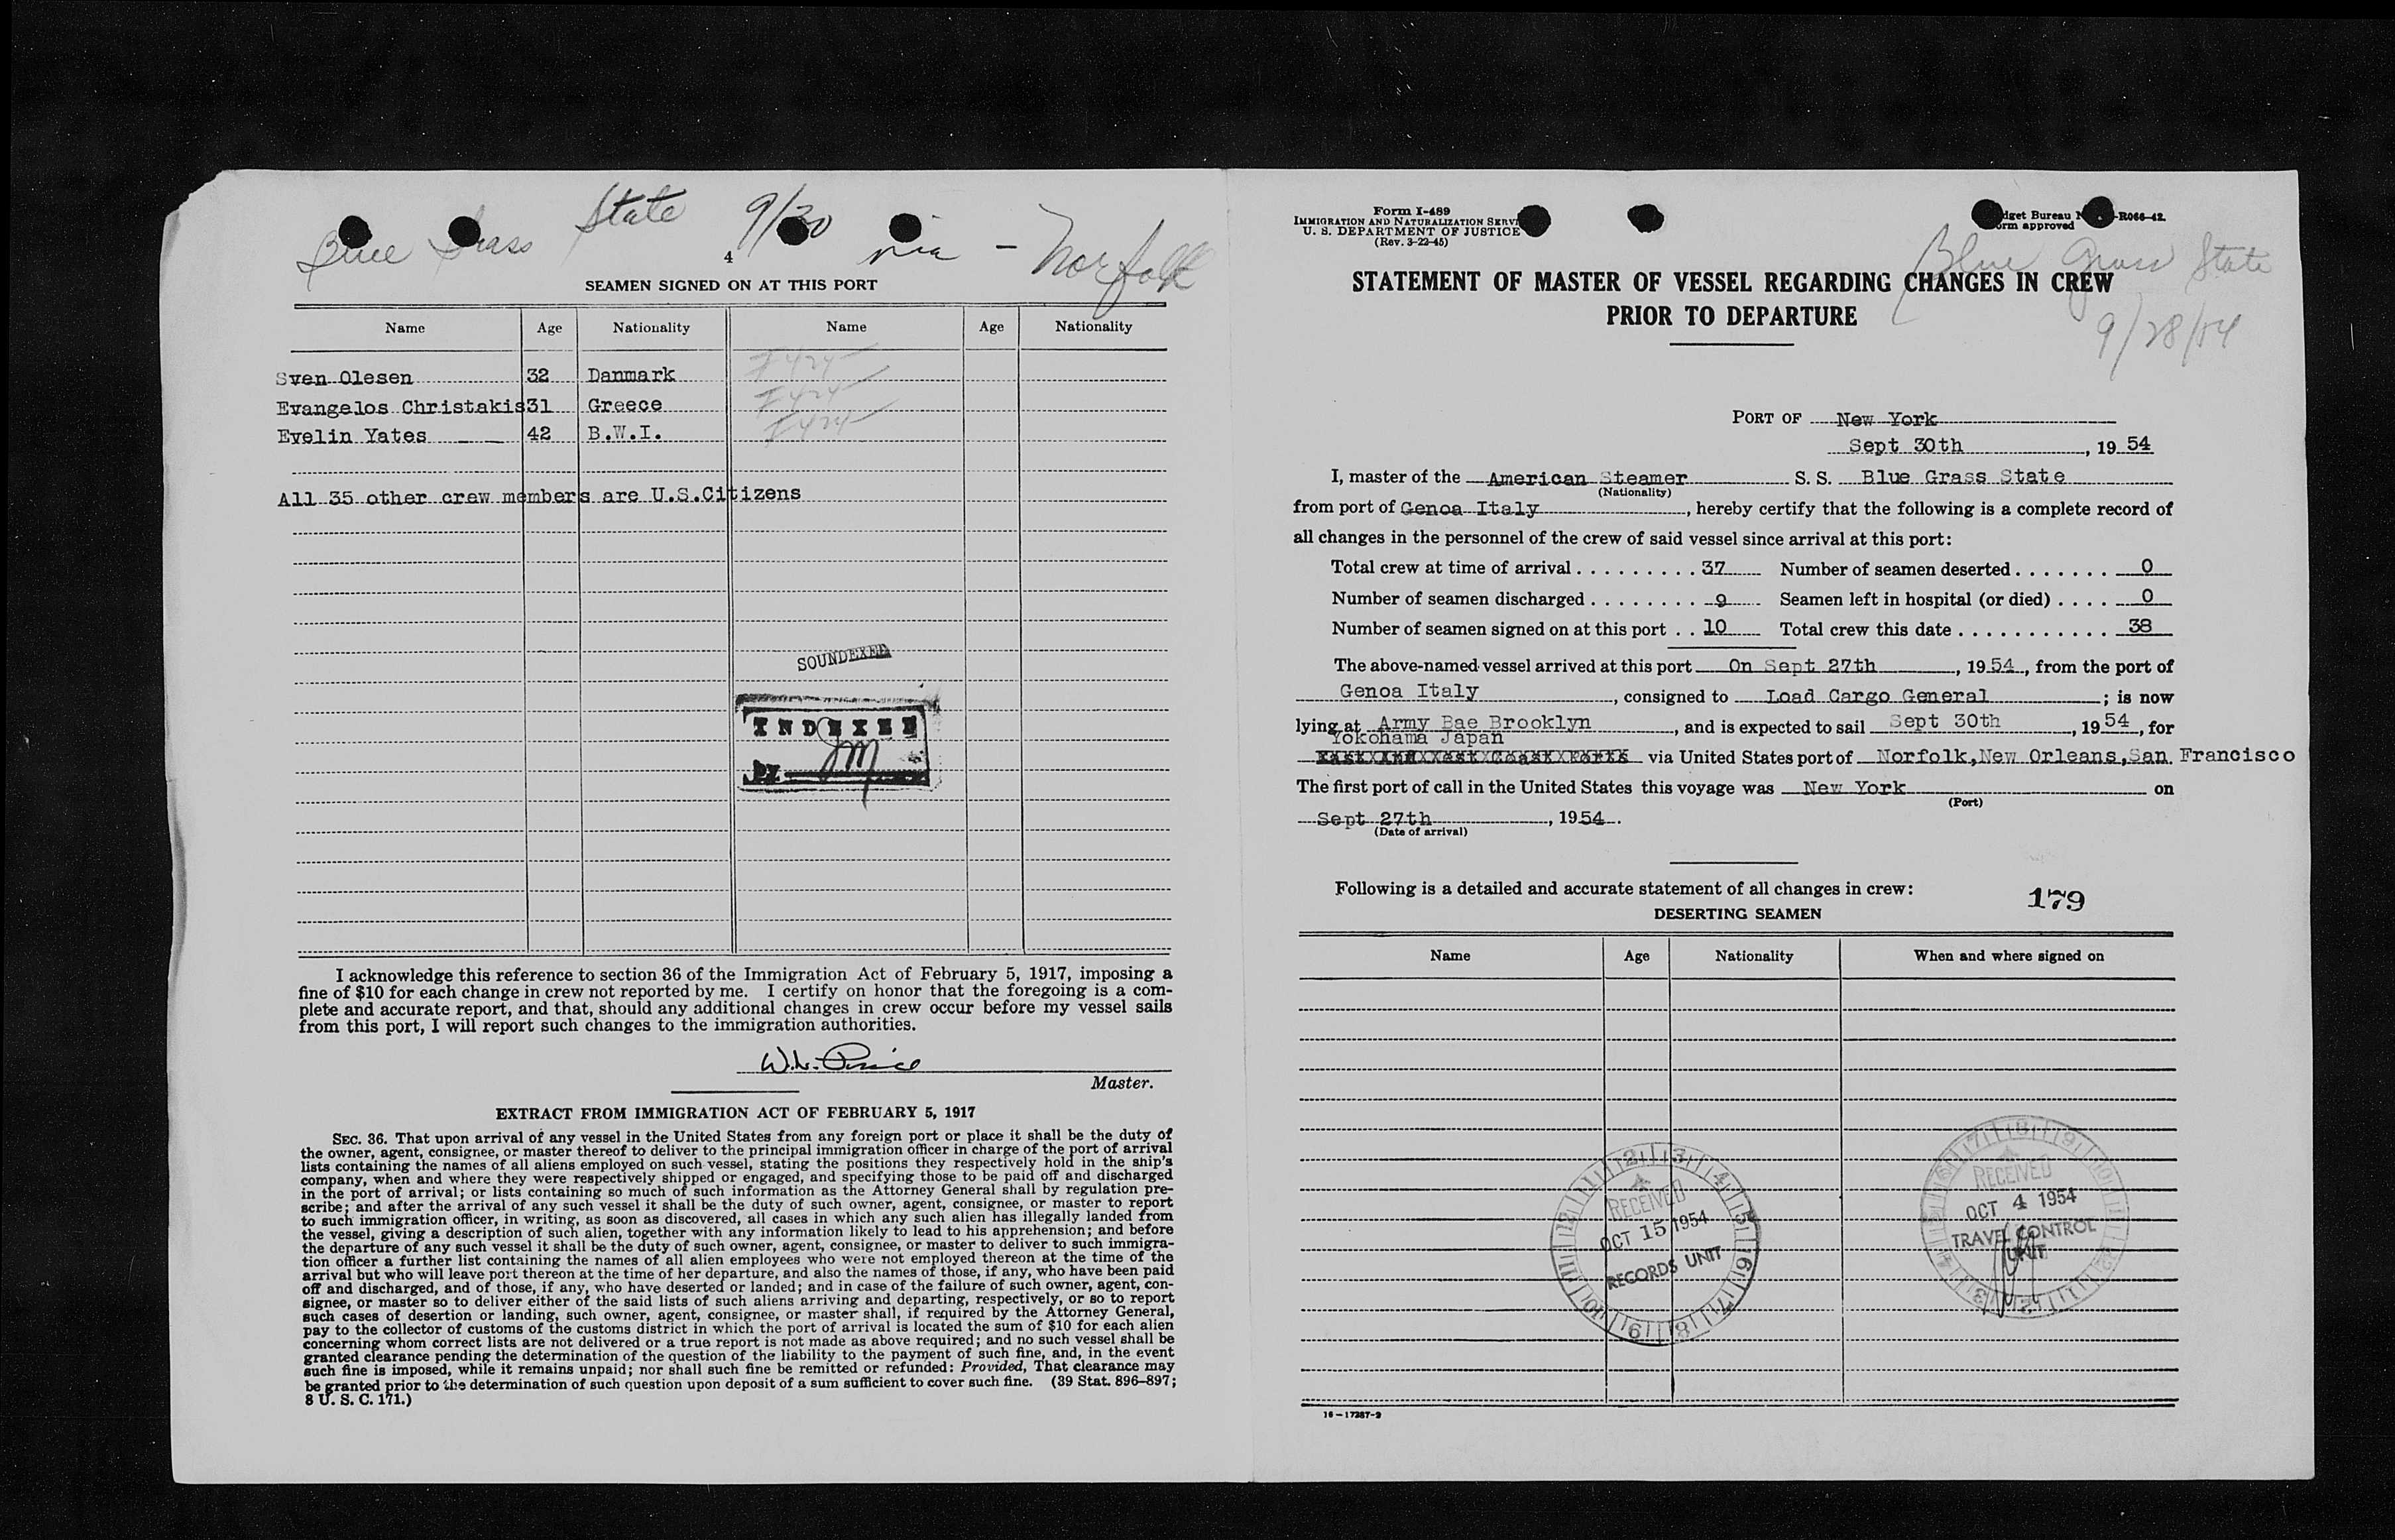 Blue Grass State 9/30 via - Norfolk
4
SEAMEN SIGNED ON AT THIS PORT
Name Age Nationality Name Age Nationality
Sven Olesen 32 Danmark I 424
Evangelos Christakis 31 Greece I 424
Evelin Yates 42 B.W.I. I 424
All 35 other crew members are U.S.Citizens
SOUNDEXED
INDEXED
BY JM
I acknowledge this reference to section 36 of the Immigration Act of February 5, 1917, imposing a
fine of $10 for each change in crew not reported by me. I certify on honor that the foregoing is a com-
plete and accurate report, and that, should any additional changes in crew occur before my vessel sails
from this port, I will report such changes to the immigration authorities.
Master.
EXTRACT FROM IMMIGRATION ACT OF FEBRUARY 5, 1917
SEC. 36. That upon arrival of any vessel in the United States from any foreign port or place it shall be the duty of
the owner, agent, consignee, or master thereof to deliver to the principal immigration officer in charge of the port of arrival
lists containing the names of all aliens employed on such vessel, stating the positions they respectively hold in the ship's
company, when and where they were respectively shipped or engaged, and specifying those to be paid off and discharged
in the port of arrival; or lists containing so much of such information as the Attorney General shall by regulation pre-
scribe; and after the arrival of any such vessel it shall be the duty of such owner, agent, consignee, or master to report
to such immigration officer, in writing, as soon as discovered, all cases in which any such alien has illegally landed from
the vessel, giving a description of such alien, together with any information likely to lead to his apprehension; and before
the departure of any such vessel it shall be the duty of such owner, agent, consignee, or master to deliver to such immigra-
tion officer a further list containing the names of all alien employees who were not employed thereon at the time of the
arrival but who will leave port thereon at the time of her departure, and also the names of those, if any, who have been paid
off and discharged, and of those, if any, who have deserted or landed; and in case of the failure of such owner, agent, con-
signee, or master so to deliver either of the said lists of such aliens arriving and departing, respectively, or so to report
such cases of desertion or landing, such owner, agent, consignee, or master shall, if required by the Attorney General,
pay to the collector of customs of the customs district in which the port of arrival is located the sum of $10 for each alien
concerning whom correct lists are not delivered or a true report is not made as above required; and no such vessel shall be
granted clearance pending the determination of the question of the liability to the payment of such fine, and, in the event
such fine is imposed, while it remains unpaid; nor shall such fine be remitted or refunded: Provided, That clearance may
be granted prior to the determination of such question upon deposit of a sum sufficient to cover such fine. (39 Stat. 896–897;
8 U. S. C. 171.)
Form I-489
IMMIGRATION AND NATURALIZATION SERVI
U. S. DEPARTMENT OF JUSTICE
(Rev. 3-22-45)
dget Bureau N -R066-42.
orm approved
Blue Grass State
9/28/54
STATEMENT OF MASTER OF VESSEL REGARDING CHANGES IN CREW
PRIOR TO DEPARTURE
PORT OF New York
Sept 30th, 19 54
I, master of the American Steamer S. S. Blue Grass State
(Nationality)
from port of Genoa Italy, hereby certify that the following is a complete record of
all changes in the personnel of the crew of said vessel since arrival at this port:
Total crew at time of arrival . . . . . . . . . 37 Number of seamen deserted . . . . . . . 0
Number of seamen discharged . . . . . . . . 9 Seamen left in hospital (or died) . . . . 0
Number of seamen signed on at this port . . 10 Total crew this date . . . . . . . . . . . 38
The above-named vessel arrived at this port On Sept 27th, 19 54, from the port of
Genoa Italy, consigned to Load Cargo General; is now
lying at Army Bae Brooklyn, and is expected to sail Sept 30th, 19 54, for
Yokohama Japan
via United States port of Norfolk,New Orleans,San Francisco
The first port of call in the United States this voyage was New York on
(Port)
Sept 27th, 19 54.
(Date of arrival)
Following is a detailed and accurate statement of all changes in crew:
179
DESERTING SEAMEN
Name Age Nationality When and where signed on
RECEIVED
OCT 15 1954
RECORDS UNIT
RECEIVED
OCT 4 1954
TRAVEL CONTROL
UNIT
16—17387-2